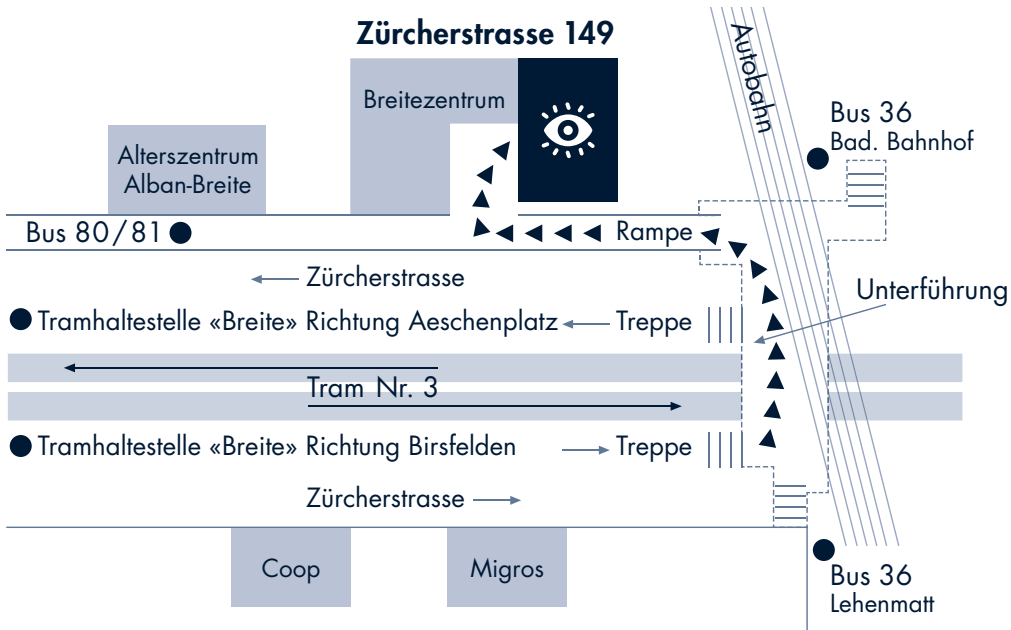 Zürcherstrasse 149
Autobahn
Breitezentrum
Bus 36
Bad. Bahnhof
Alterszentrum
Alban-Breite
Bus 80/81
Rampe
Zürcherstrasse
Unterführung
Tramhaltestelle «Breite» Richtung Aeschenplatz
Treppe
Tram Nr. 3
Tramhaltestelle «Breite» Richtung Birsfelden
Treppe
Zürcherstrasse
Coop
Migros
Bus 36
Lehenmatt